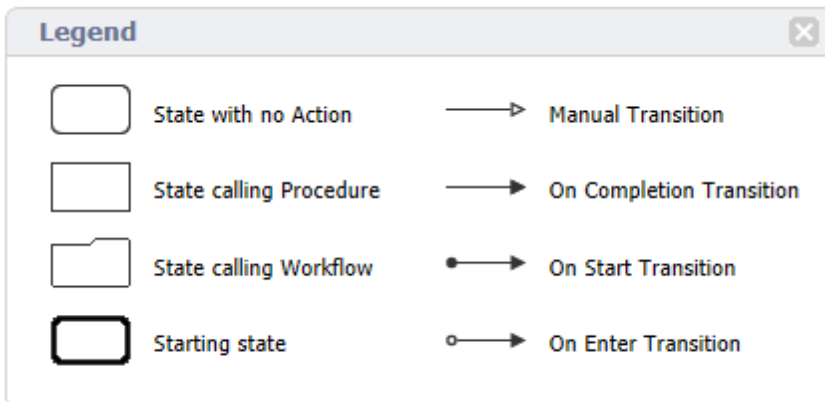 Legend
State with no Action
Manual Transition
State calling Procedure
On Completion Transition
State calling Workflow
On Start Transition
Starting state
On Enter Transition